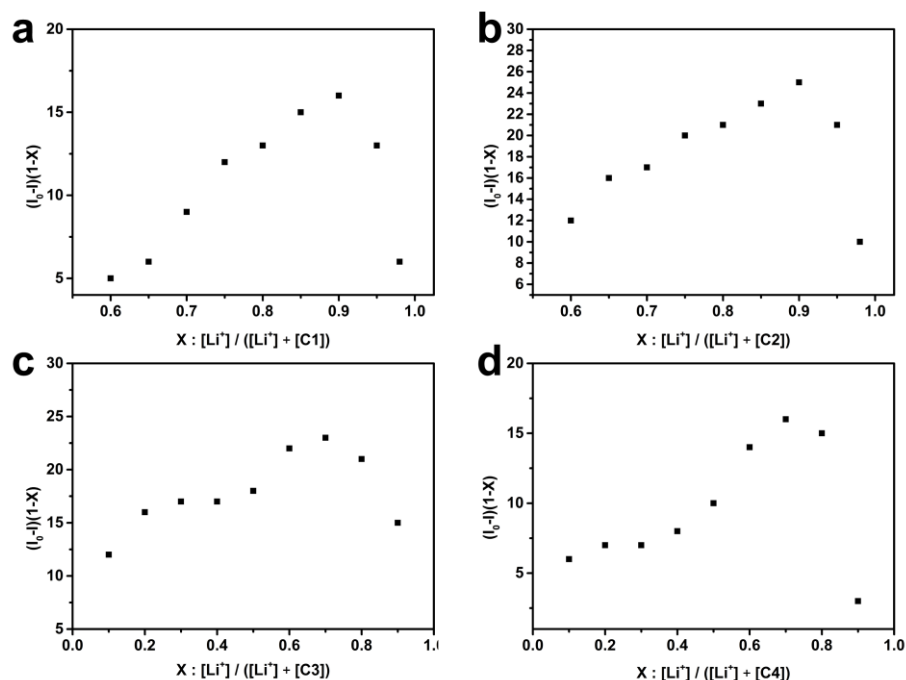 a
20
15
10
5
(I₀-I)(1-X)
0.6 0.7 0.8 0.9 1.0
X : [Li⁺] / ([Li⁺] + [C1])
b
30
28
26
24
22
20
18
16
14
12
10
8
6
(I₀-I)(1-X)
0.6 0.7 0.8 0.9 1.0
X : [Li⁺] / ([Li⁺] + [C2])
c
30
25
20
15
10
5
(I₀-I)(1-X)
0.0 0.2 0.4 0.6 0.8 1.0
X : [Li⁺] / ([Li⁺] + [C3])
d
20
15
10
5
(I₀-I)(1-X)
0.0 0.2 0.4 0.6 0.8 1.0
X : [Li⁺] / ([Li⁺] + [C4])